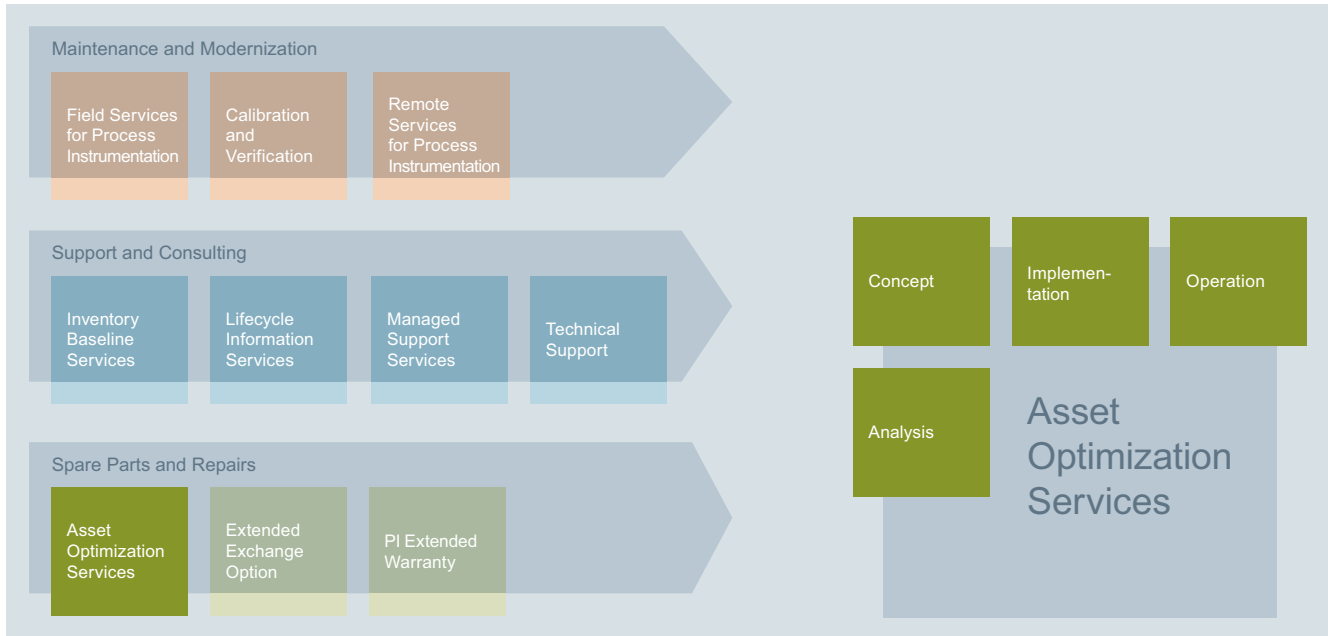 Maintenance and Modernization
Field Services
for Process
Instrumentation
Calibration
and
Verification
Remote
Services
for Process
Instrumentation
Support and Consulting
Inventory
Baseline
Services
Lifecycle
Information
Services
Managed
Support
Services
Technical
Support
Spare Parts and Repairs
Asset
Optimization
Services
Extended
Exchange
Option
PI Extended
Warranty
Concept
Implemen-
tation
Operation
Analysis
Asset
Optimization
Services